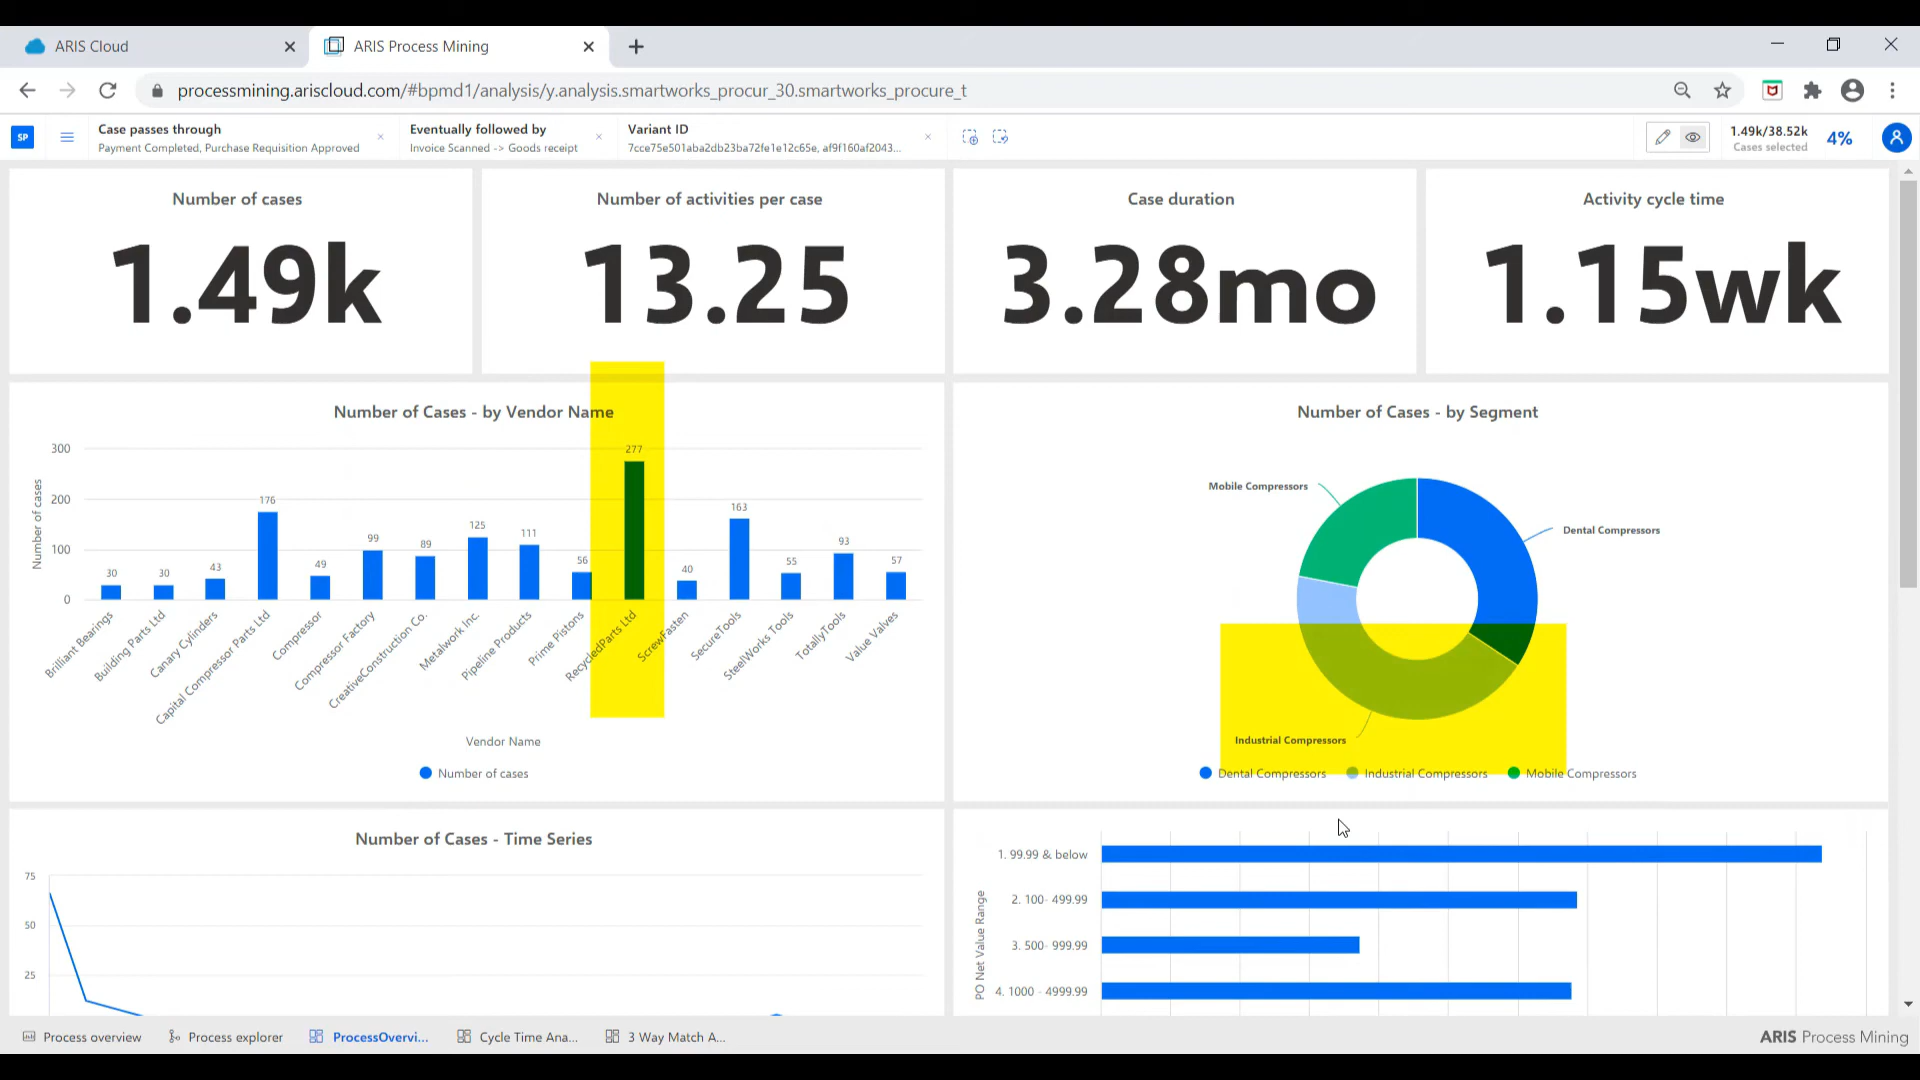 ARIS Cloud
ARIS Process Mining
processmining.ariscloud.com/#bpmd1/analysis/y.analysis.smartworks_procur_30.smartworks_procure_t
SP
Case passes through
Payment Completed, Purchase Requisition Approved
Eventually followed by
Invoice Scanned -> Goods receipt
Variant ID
7cce75e501aba2db23ba72fe1e12c65e, af9f160af2043...
1.49k/38.52k
Cases selected
4%
Number of cases
1.49k
Number of activities per case
13.25
Case duration
3.28mo
Activity cycle time
1.15wk
Number of Cases - by Vendor Name
Number of cases
300
200
100
0
30
30
43
176
49
99
89
125
111
56
277
40
163
55
93
57
Brilliant Bearings
Building Parts Ltd
Canary Cylinders
Capital Compressor Parts Ltd
Compressor
Compressor Factory
CreativeConstruction Co.
Metalwork Inc.
Pipeline Products
Prime Pistons
RecycledParts Ltd
ScrewFasten
SecureTools
SteelWorks Tools
TotallyTools
Value Valves
Vendor Name
Number of cases
Number of Cases - by Segment
Mobile Compressors
Dental Compressors
Industrial Compressors
Dental Compressors
Industrial Compressors
Mobile Compressors
Number of Cases - Time Series
75
50
25
PO Net Value Range
1. 99.99 & below
2. 100- 499.99
3. 500- 999.99
4. 1000 - 4999.99
Process overview
Process explorer
ProcessOvervi...
Cycle Time Ana...
3 Way Match A...
ARIS Process Mining